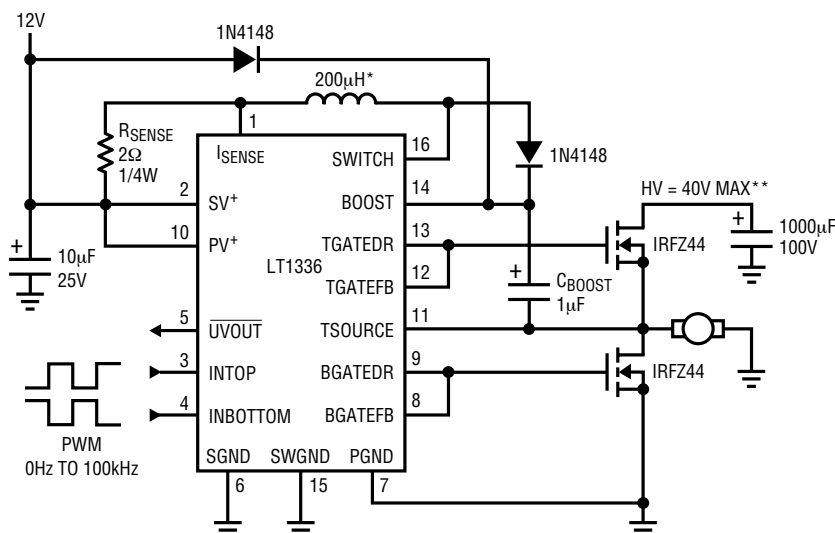 12V
1N4148
200µH*
RSENSE
2Ω
1/4W
1
ISENSE
SWITCH
16
1N4148
2
SV+
BOOST
14
HV = 40V MAX**
10
PV+
TGATEDR
13
+
1000µF
100V
IRFZ44
+
10µF
25V
LT1336
TGATEFB
12
+
CBOOST
1µF
5
UVOUT
TSOURCE
11
3
INTOP
BGATEDR
9
IRFZ44
4
INBOTTOM
BGATEFB
8
PWM
0Hz TO 100kHz
SGND
SWGND
PGND
6
15
7